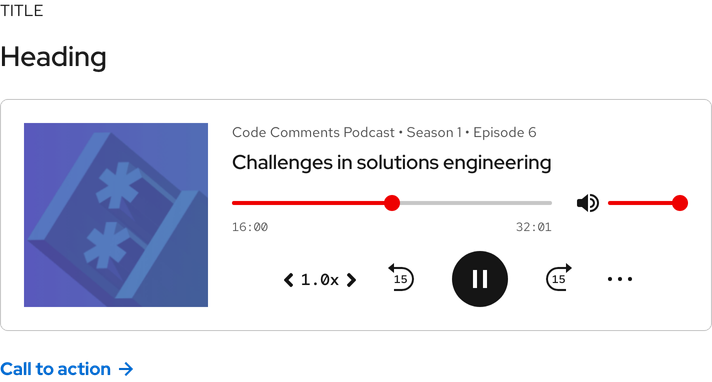 TITLE
Heading
Code Comments Podcast • Season 1 • Episode 6
Challenges in solutions engineering
16:00 32:01
1.0x 15 15
Call to action